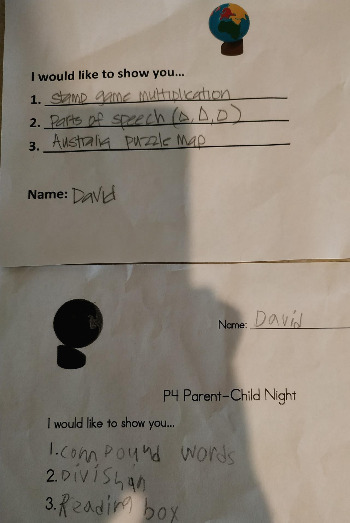 I would like to show you...
1. stamp game multiplication
2. Parts of speech (△, △, ▢)
3. Australia puzzle map
Name: David
Name: David
P4 Parent-Child Night
I would like to show you...
1. compound words
2. Divishin
3. Reading box